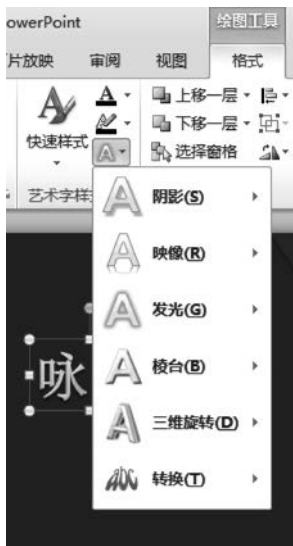 owerPoint 绘图工具
片放映 审阅 视图 格式
A A 上移一层
快速样式 下移一层
A 选择窗格
艺术字样
A 阴影(S)
A 映像(R)
A 发光(G)
咏 A 棱台(B)
A 三维旋转(D)
abc 转换(T)